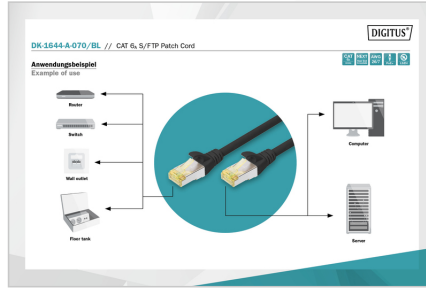 DIGITUS®
DK-1644-A-070/BL // CAT 6A S/FTP Patch Cord
Anwendungsbeispiel
Example of use
Router
Switch
Wall outlet
Floor tank
Computer
Server